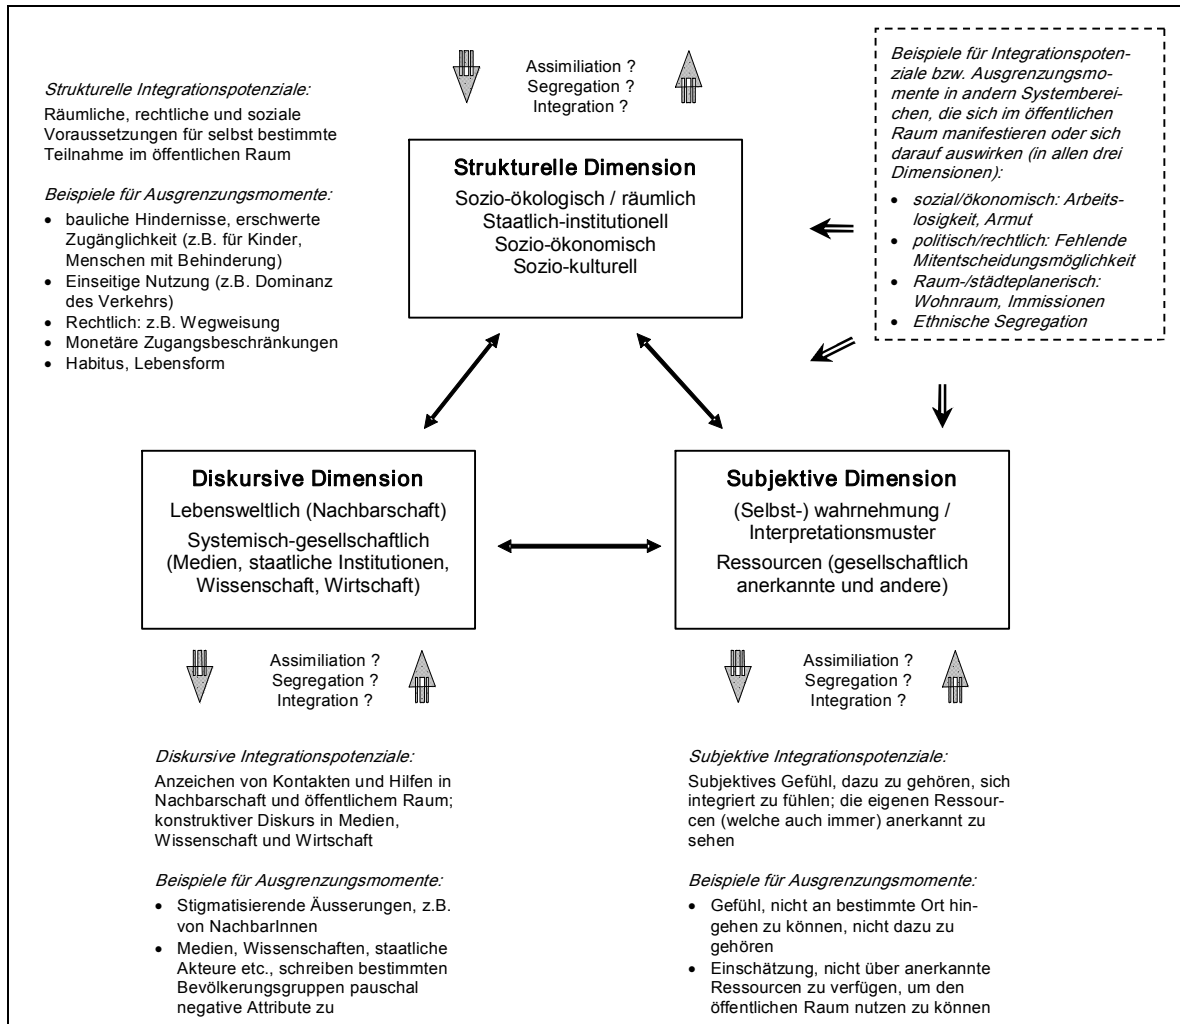 Assimiliation ?
Segregation ?
Integration ?
Strukturelle Integrationspotenziale:
Räumliche, rechtliche und soziale
Voraussetzungen für selbst bestimmte
Teilnahme im öffentlichen Raum
Beispiele für Ausgrenzungsmomente:
• bauliche Hindernisse, erschwerte
Zugänglichkeit (z.B. für Kinder,
Menschen mit Behinderung)
• Einseitige Nutzung (z.B. Dominanz
des Verkehrs)
• Rechtlich: z.B. Wegweisung
• Monetäre Zugangsbeschränkungen
• Habitus, Lebensform
Strukturelle Dimension
Sozio-ökologisch / räumlich
Staatlich-institutionell
Sozio-ökonomisch
Sozio-kulturell
Beispiele für Integrationspoten-
ziale bzw. Ausgrenzungsmo-
mente in andern Systemberei-
chen, die sich im öffentlichen
Raum manifestieren oder sich
darauf auswirken (in allen drei
Dimensionen):
• sozial/ökonomisch: Arbeits-
losigkeit, Armut
• politisch/rechtlich: Fehlende
Mitentscheidungsmöglichkeit
• Raum-/städteplanerisch:
Wohnraum, Immissionen
• Ethnische Segregation
Diskursive Dimension
Lebensweltlich (Nachbarschaft)
Systemisch-gesellschaftlich
(Medien, staatliche Institutionen,
Wissenschaft, Wirtschaft)
Subjektive Dimension
(Selbst-) wahrnehmung /
Interpretationsmuster
Ressourcen (gesellschaftlich
anerkannte und andere)
Assimiliation ?
Segregation ?
Integration ?
Assimiliation ?
Segregation ?
Integration ?
Diskursive Integrationspotenziale:
Anzeichen von Kontakten und Hilfen in
Nachbarschaft und öffentlichem Raum;
konstruktiver Diskurs in Medien,
Wissenschaft und Wirtschaft
Beispiele für Ausgrenzungsmomente:
• Stigmatisierende Äusserungen, z.B.
von NachbarInnen
• Medien, Wissenschaften, staatliche
Akteure etc., schreiben bestimmten
Bevölkerungsgruppen pauschal
negative Attribute zu
Subjektive Integrationspotenziale:
Subjektives Gefühl, dazu zu gehören, sich
integriert zu fühlen; die eigenen Ressour-
cen (welche auch immer) anerkannt zu
sehen
Beispiele für Ausgrenzungsmomente:
• Gefühl, nicht an bestimmte Ort hin-
gehen zu können, nicht dazu zu
gehören
• Einschätzung, nicht über anerkannte
Ressourcen zu verfügen, um den
öffentlichen Raum nutzen zu können